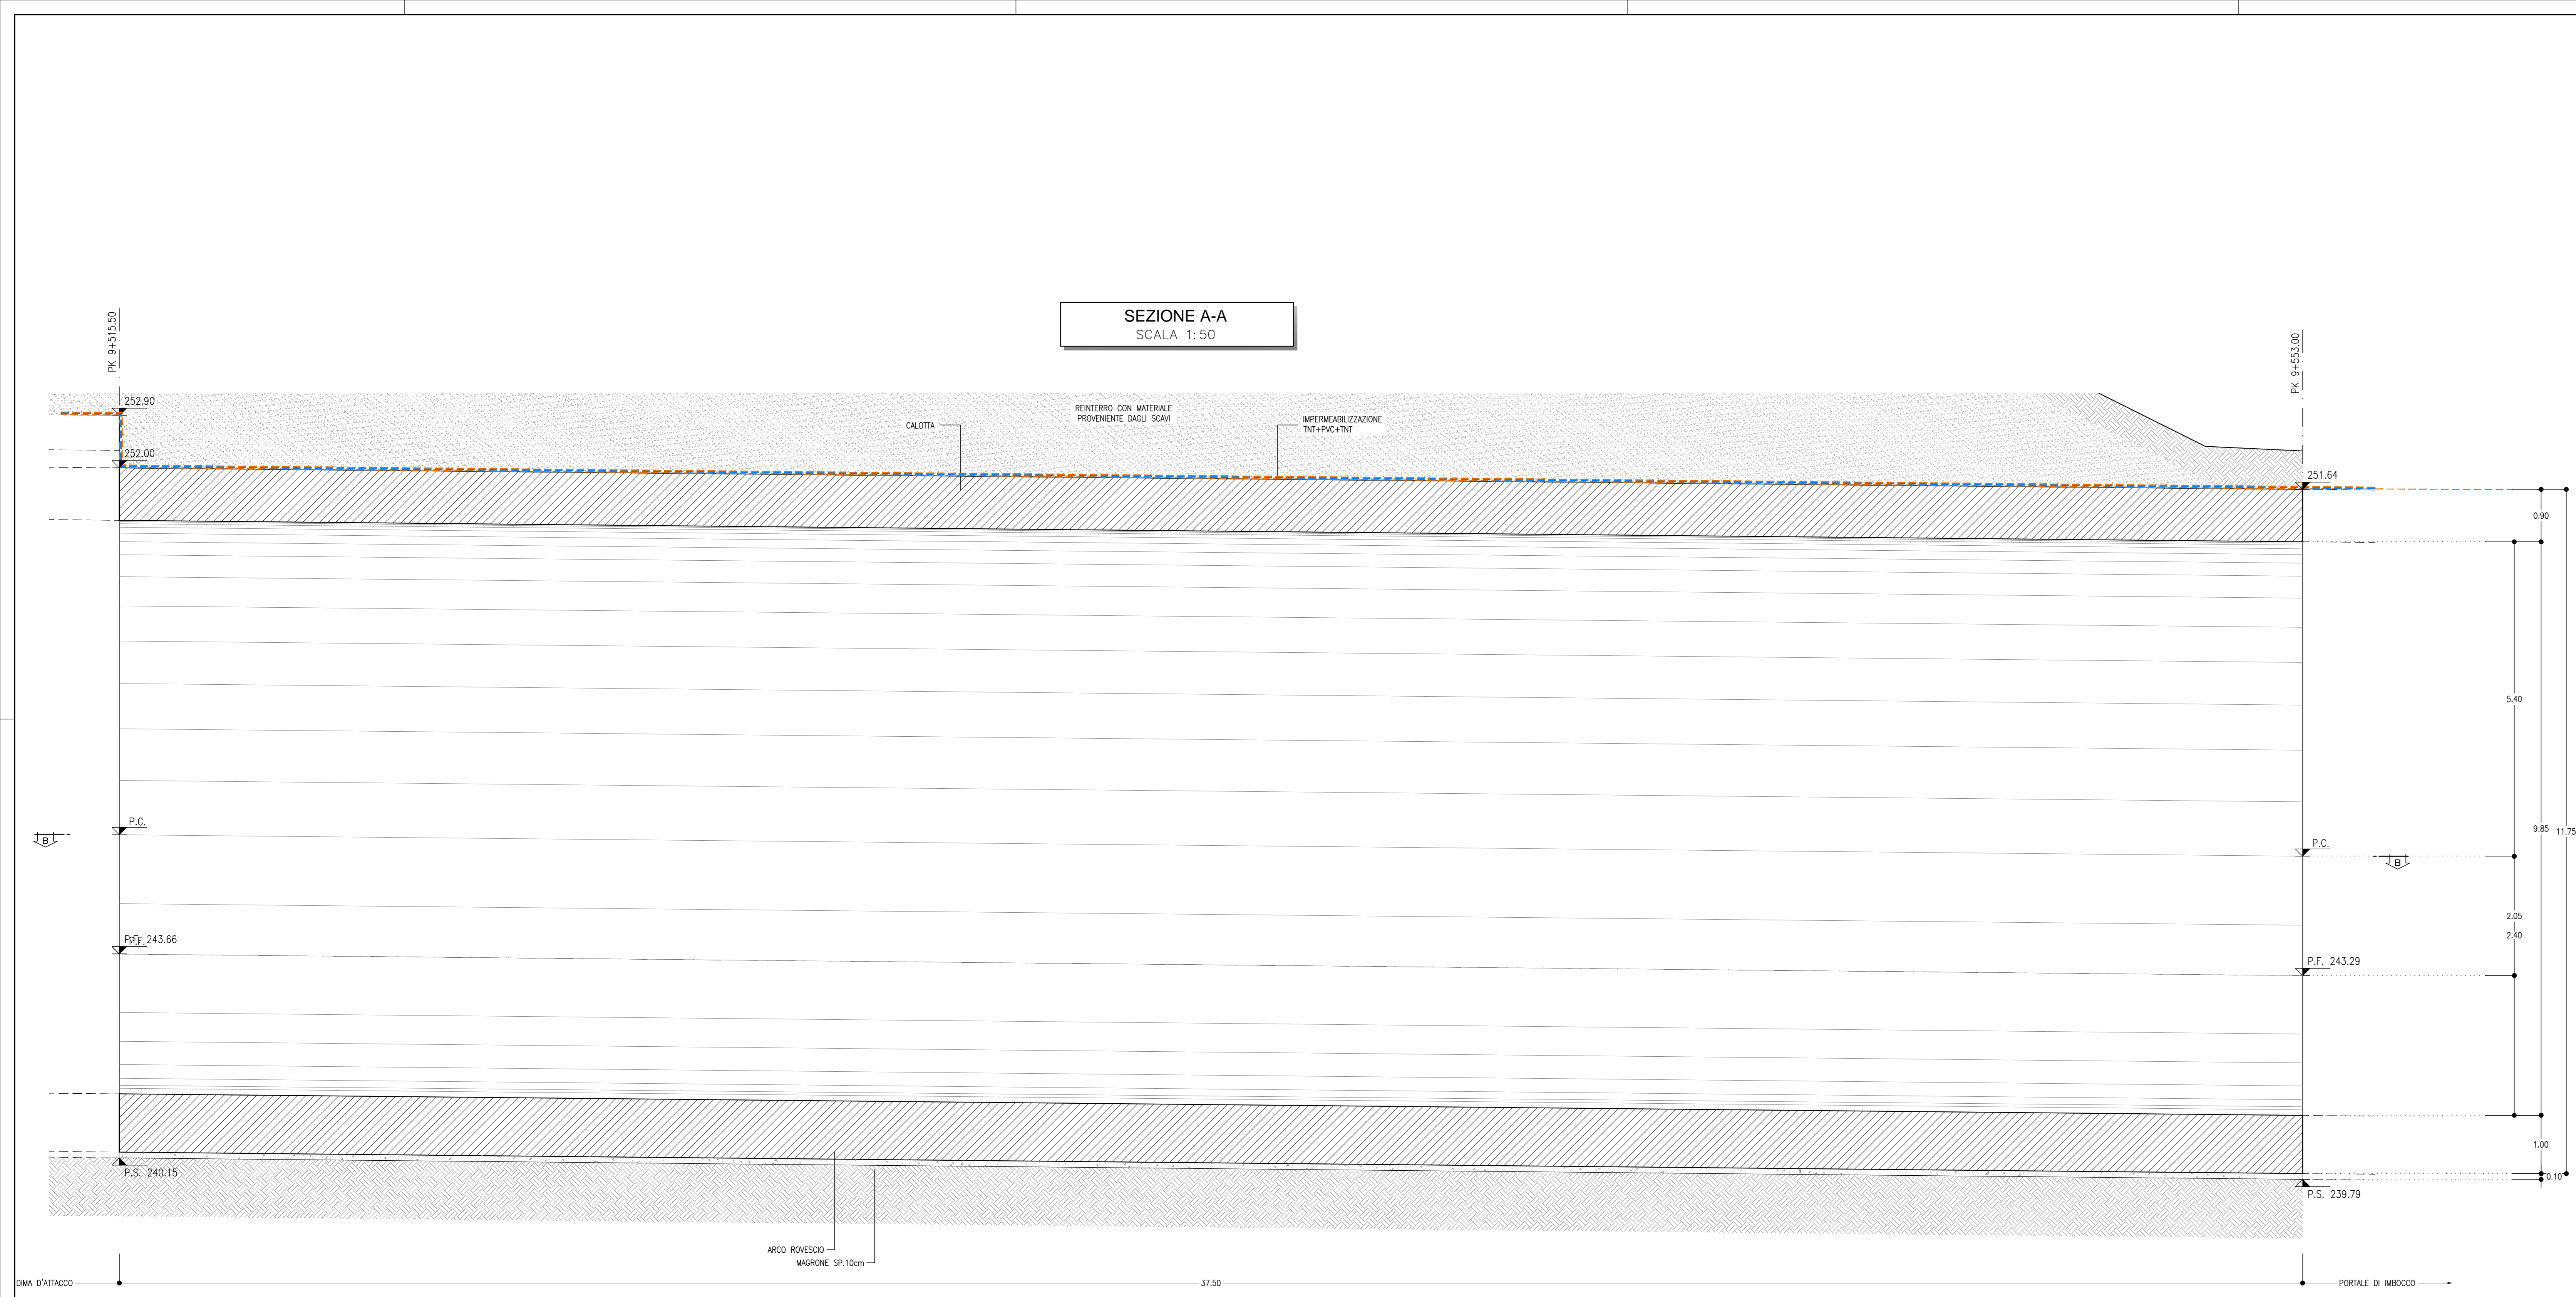 SEZIONE A-A
SCALA 1:50
PK 9+515.50
PK 9+553.00
252.90
REINTERRO CON MATERIALE
PROVENIENTE DAGLI SCAVI
CALOTTA
IMPERMEABILIZZAZIONE
TNT+PVC+TNT
252.00
251.64
0.90
5.40
P.C.
B
9.85
11.75
P.C.
B
2.05
2.40
P.F. 243.66
P.F.
P.F. 243.29
1.00
P.S. 240.15
0.10
P.S. 239.79
ARCO ROVESCIO
MAGRONE SP.10cm
DIMA D'ATTACCO
37.50
PORTALE DI IMBOCCO